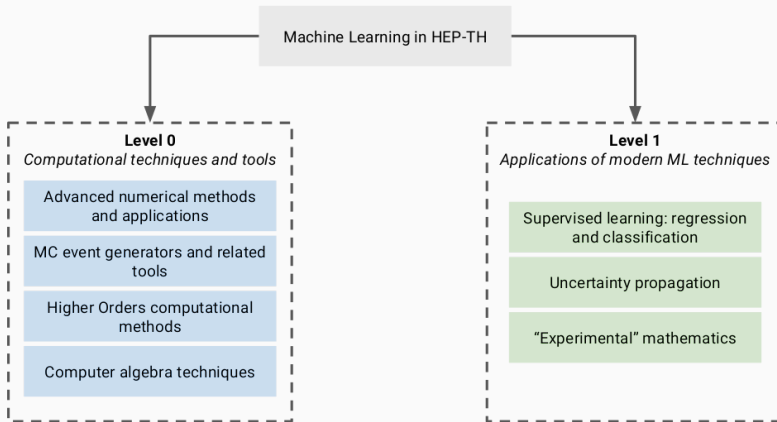 Machine Learning in HEP-TH
Level 0
Computational techniques and tools
Advanced numerical methods
and applications
MC event generators and related
tools
Higher Orders computational
methods
Computer algebra techniques
Level 1
Applications of modern ML techniques
Supervised learning: regression
and classification
Uncertainty propagation
“Experimental” mathematics